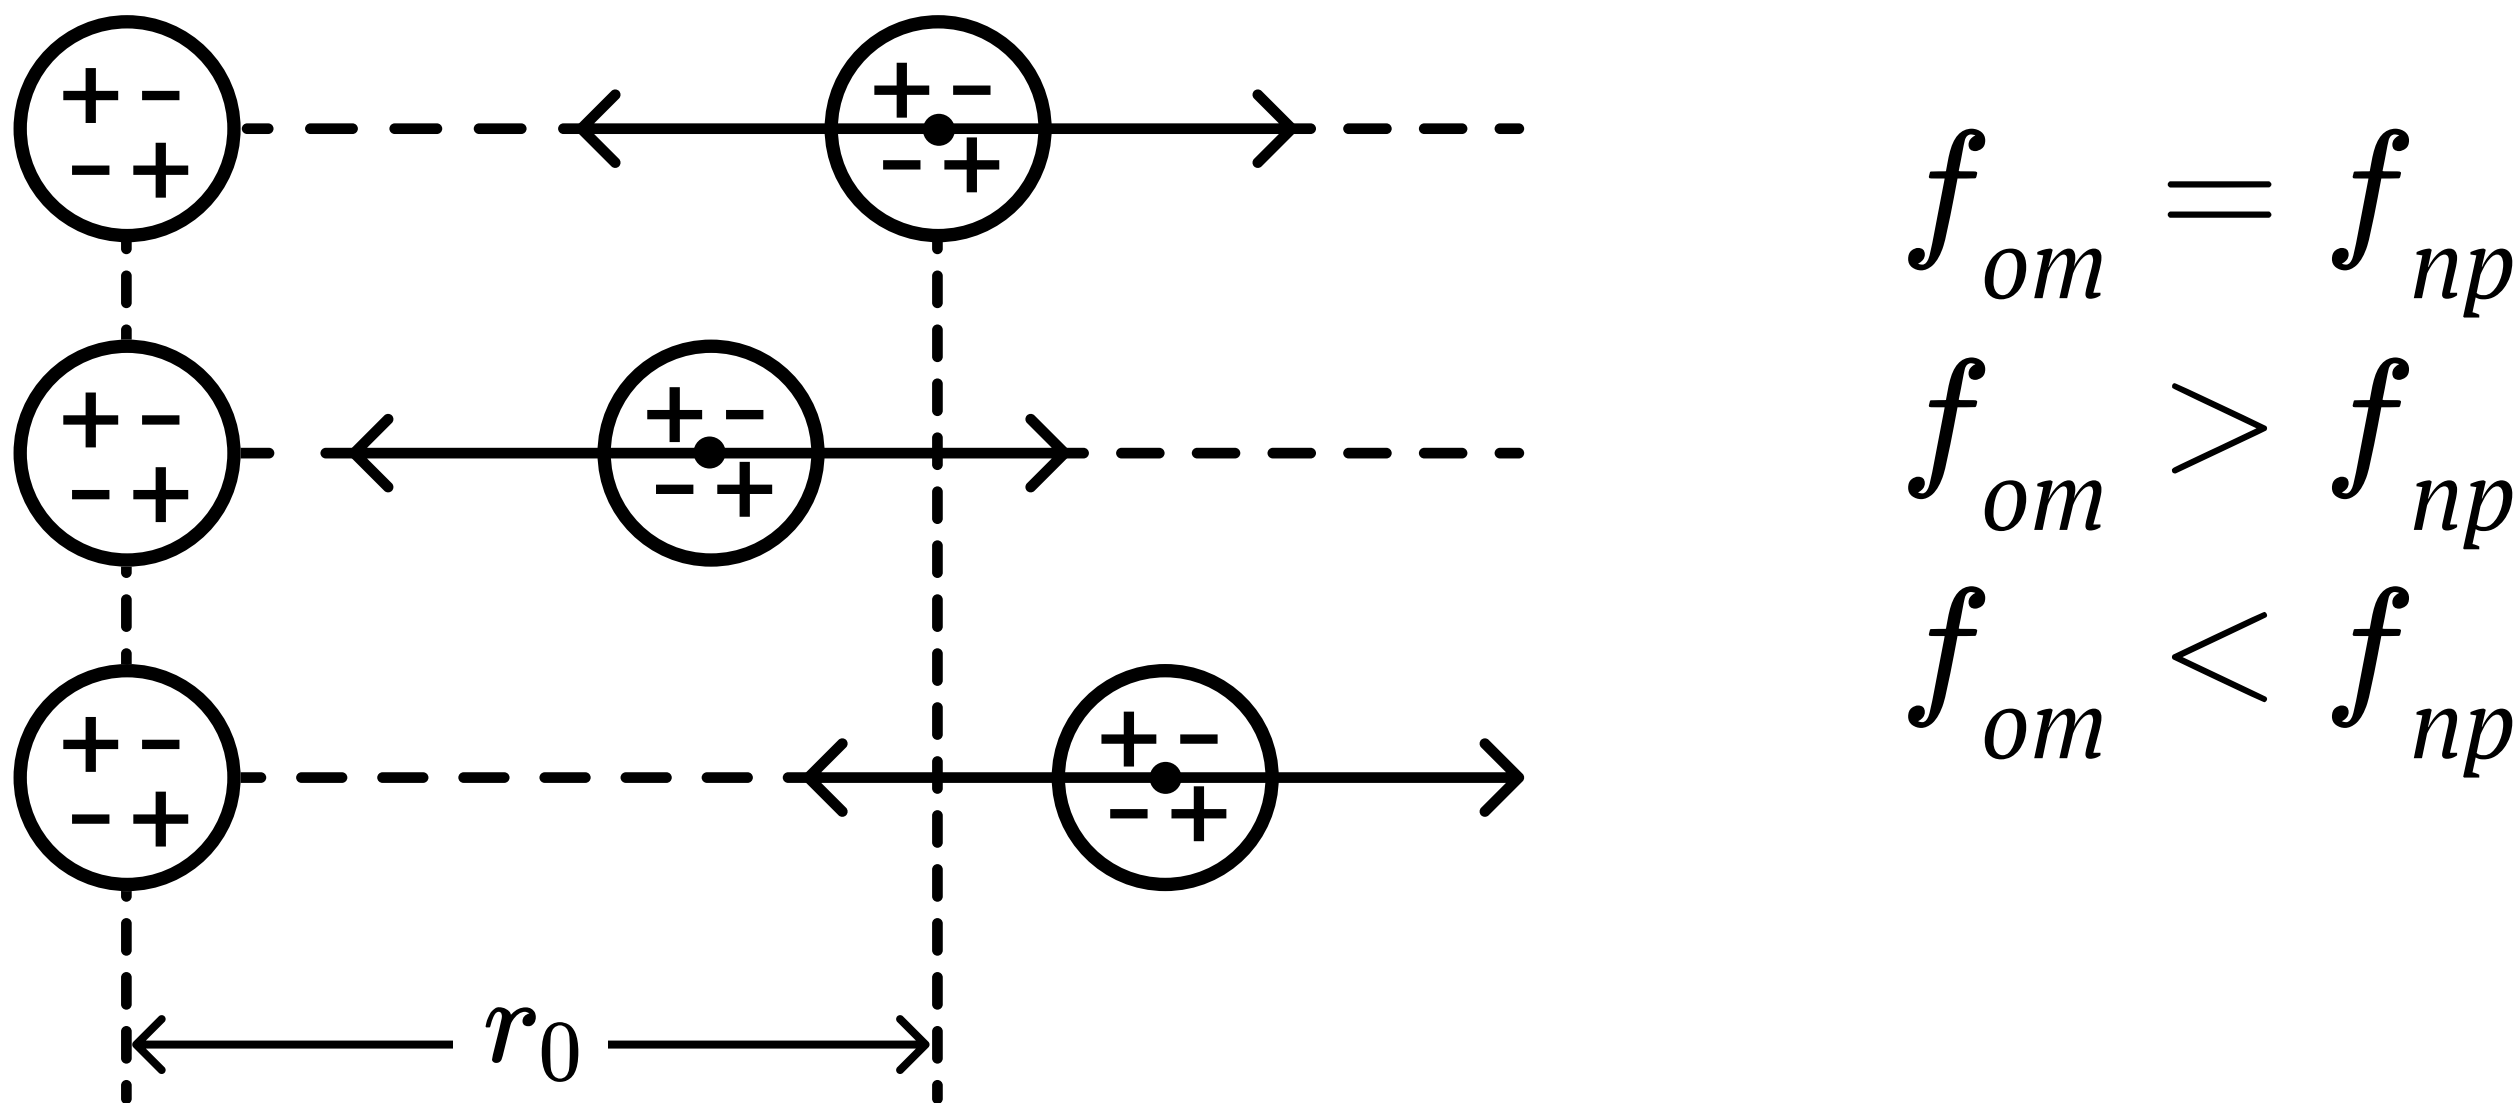 + − + −
− + − +
f_om = f_np
+ − + −
− + − +
f_om > f_np
+ − + −
− + − +
f_om < f_np
r_0